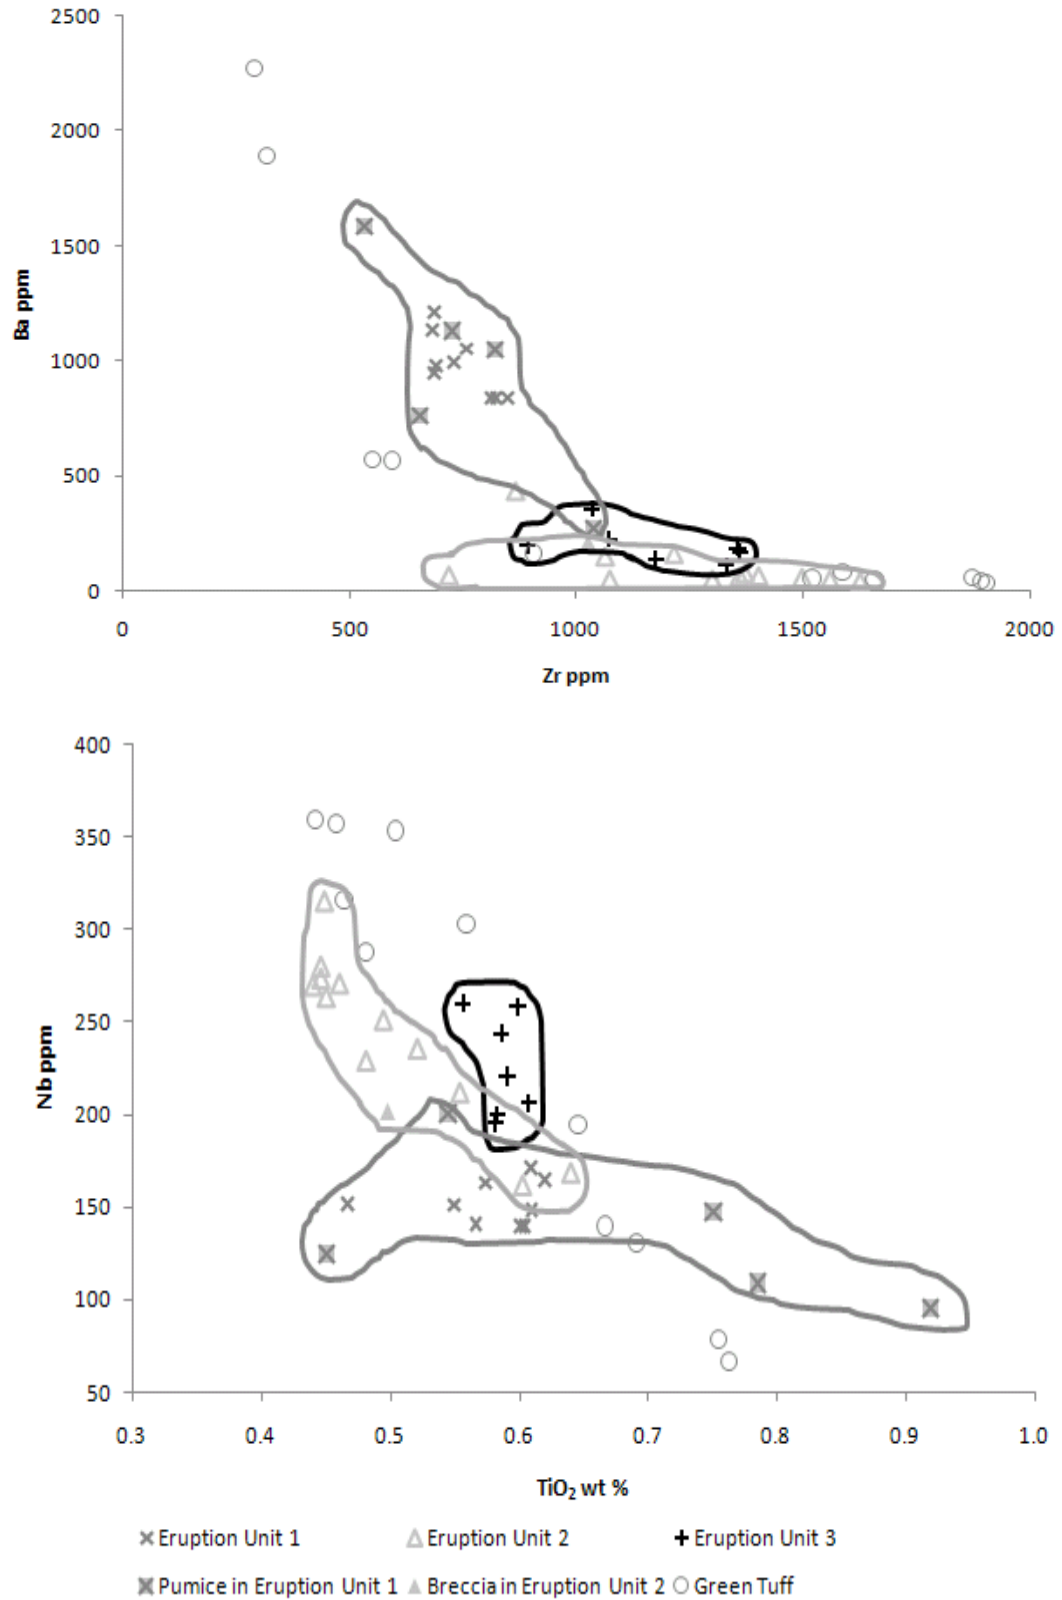 2500
2000
1500
1000
500
0
Ba ppm
0 500 1000 1500 2000
Zr ppm
400
350
300
250
200
150
100
50
Nb ppm
0.3 0.4 0.5 0.6 0.7 0.8 0.9 1.0
TiO₂ wt %
Eruption Unit 1 Eruption Unit 2 Eruption Unit 3
Pumice in Eruption Unit 1 Breccia in Eruption Unit 2 Green Tuff